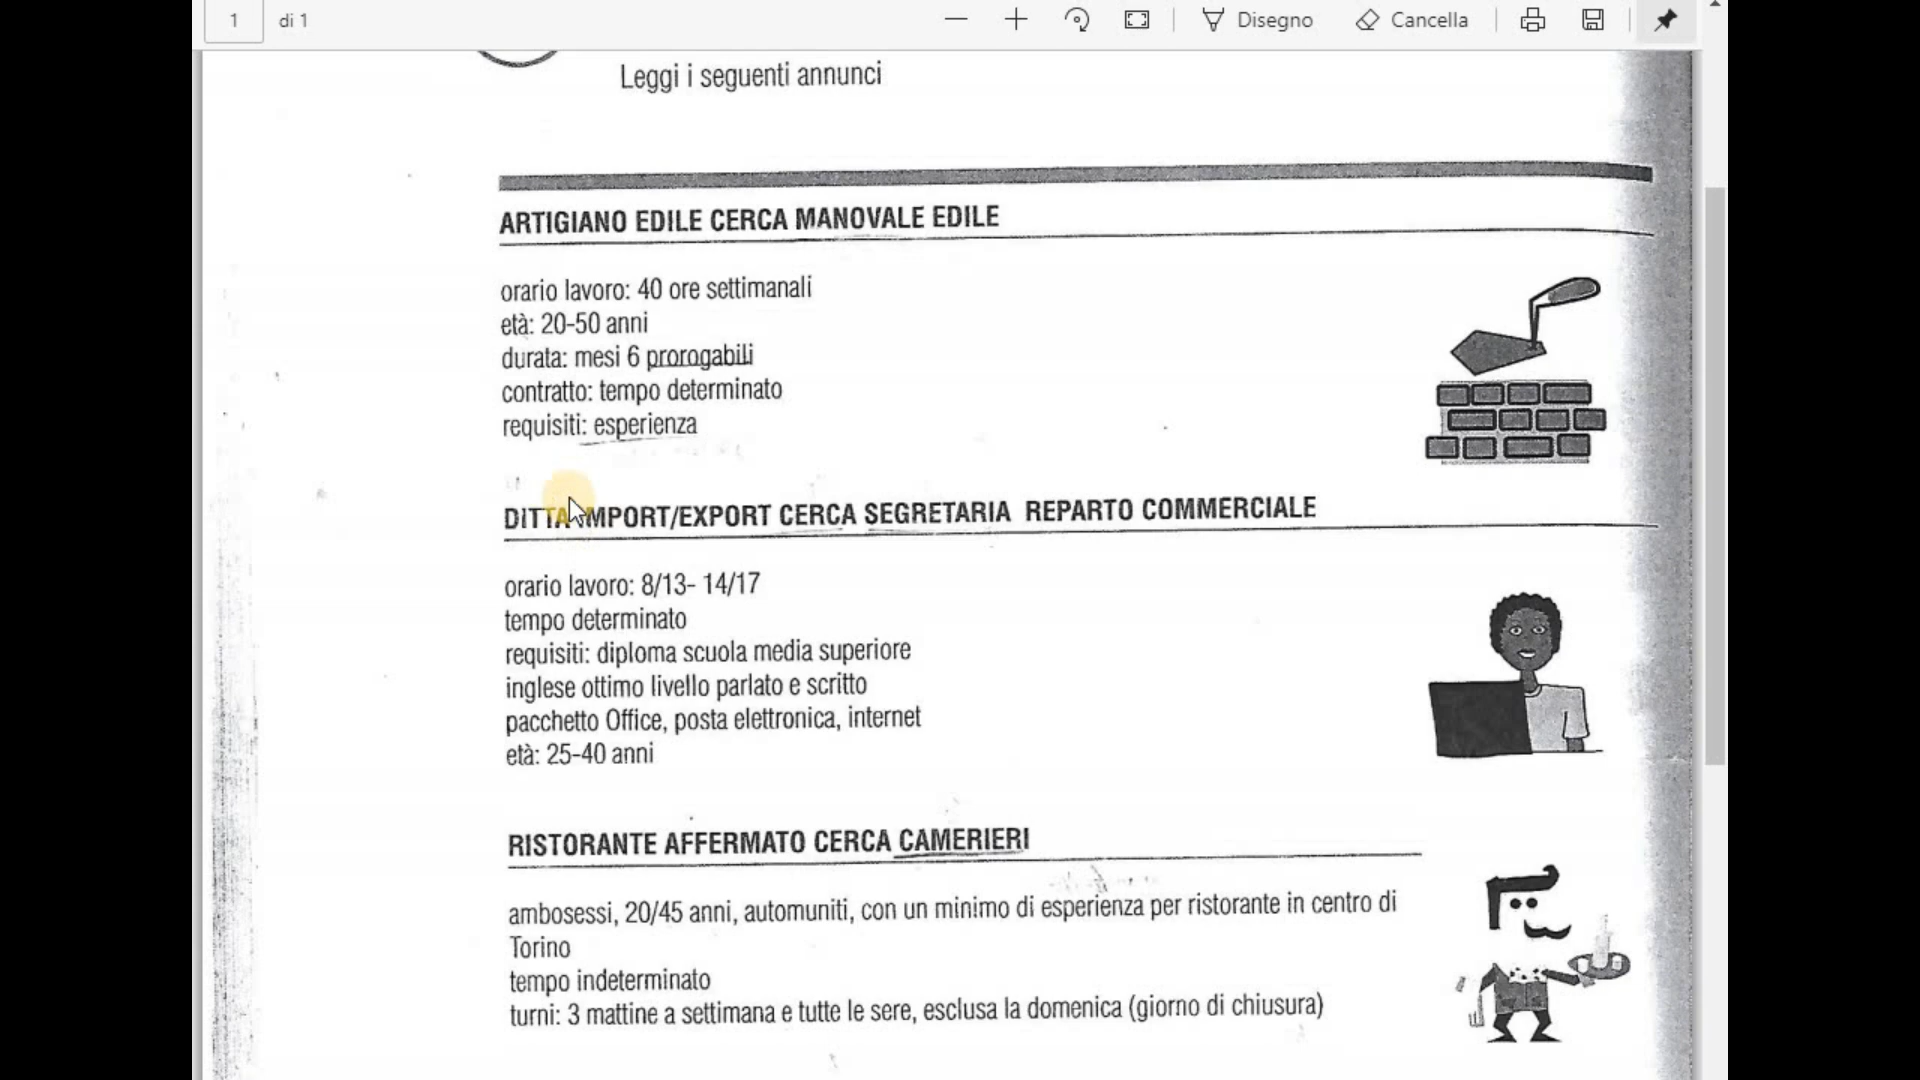 1 di 1 Disegno Cancella
Leggi i seguenti annunci
ARTIGIANO EDILE CERCA MANOVALE EDILE
orario lavoro: 40 ore settimanali
età: 20-50 anni
durata: mesi 6 prorogabili
contratto: tempo determinato
requisiti: esperienza
DITTA IMPORT/EXPORT CERCA SEGRETARIA REPARTO COMMERCIALE
orario lavoro: 8/13- 14/17
tempo determinato
requisiti: diploma scuola media superiore
inglese ottimo livello parlato e scritto
pacchetto Office, posta elettronica, internet
età: 25-40 anni
RISTORANTE AFFERMATO CERCA CAMERIERI
ambosessi, 20/45 anni, automuniti, con un minimo di esperienza per ristorante in centro di
Torino
tempo indeterminato
turni: 3 mattine a settimana e tutte le sere, esclusa la domenica (giorno di chiusura)